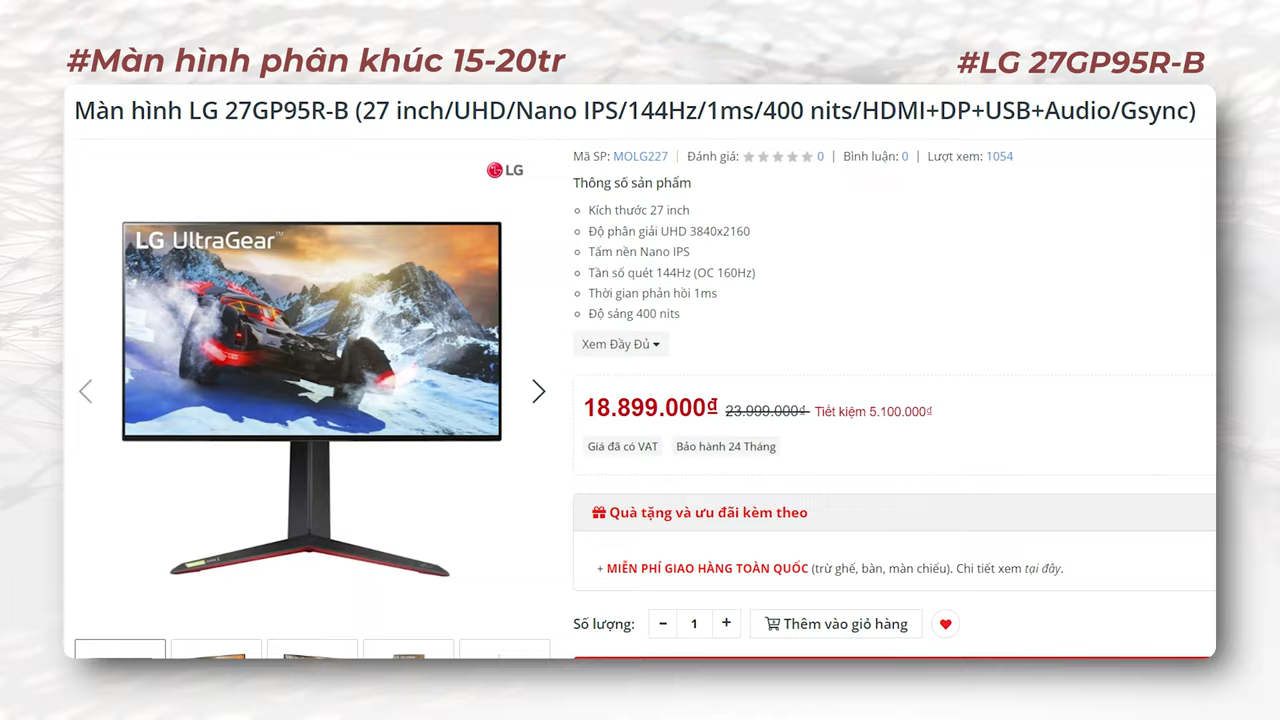 #Màn hình phân khúc 15-20tr
#LG 27GP95R-B
Màn hình LG 27GP95R-B (27 inch/UHD/Nano IPS/144Hz/1ms/400 nits/HDMI+DP+USB+Audio/Gsync)
LG
LG UltraGear™
Mã SP: MOLG227 | Đánh giá: 0 | Bình luận: 0 | Lượt xem: 1054
Thông số sản phẩm
Kích thước 27 inch
Độ phân giải UHD 3840x2160
Tấm nền Nano IPS
Tần số quét 144Hz (OC 160Hz)
Thời gian phản hồi 1ms
Độ sáng 400 nits
Xem Đầy Đủ
18.899.000₫ 23.999.000₫ Tiết kiệm 5.100.000₫
Giá đã có VAT Bảo hành 24 Tháng
Quà tặng và ưu đãi kèm theo
+ MIỄN PHÍ GIAO HÀNG TOÀN QUỐC (trừ ghế, bàn, màn chiếu). Chi tiết xem tại đây.
Số lượng: - 1 + Thêm vào giỏ hàng